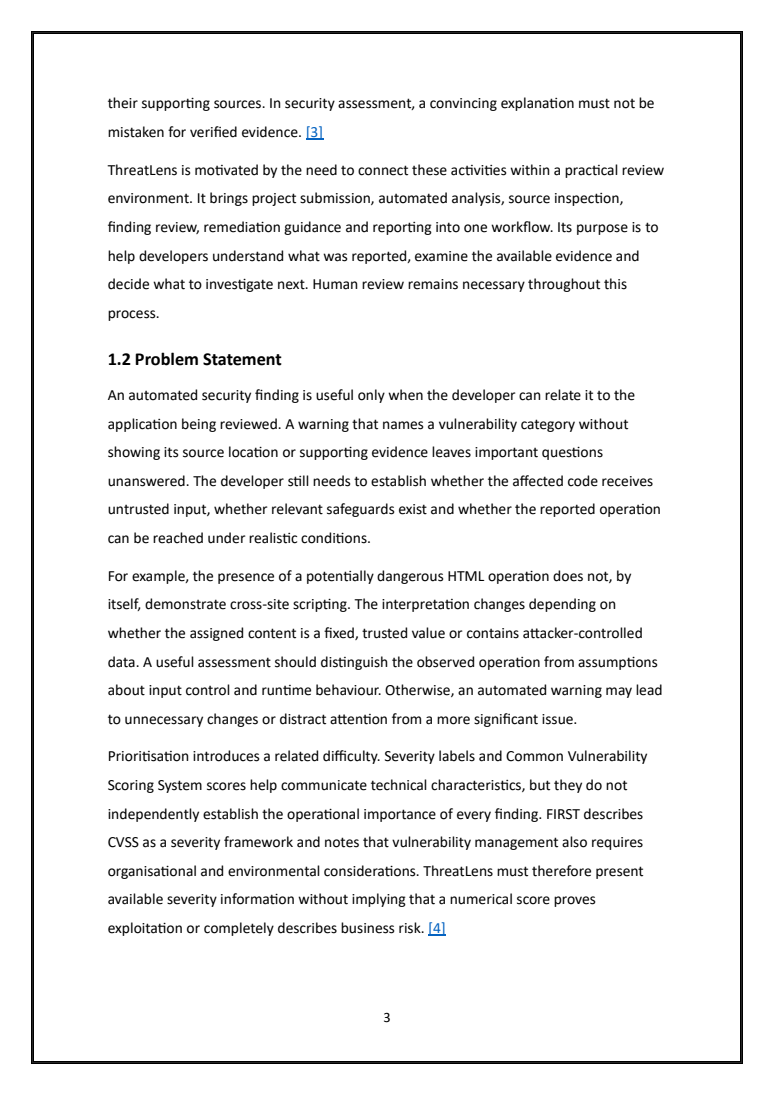 their supporting sources. In security assessment, a convincing explanation must not be
mistaken for verified evidence. [3]
ThreatLens is motivated by the need to connect these activities within a practical review
environment. It brings project submission, automated analysis, source inspection,
finding review, remediation guidance and reporting into one workflow. Its purpose is to
help developers understand what was reported, examine the available evidence and
decide what to investigate next. Human review remains necessary throughout this
process.
1.2 Problem Statement
An automated security finding is useful only when the developer can relate it to the
application being reviewed. A warning that names a vulnerability category without
showing its source location or supporting evidence leaves important questions
unanswered. The developer still needs to establish whether the affected code receives
untrusted input, whether relevant safeguards exist and whether the reported operation
can be reached under realistic conditions.
For example, the presence of a potentially dangerous HTML operation does not, by
itself, demonstrate cross-site scripting. The interpretation changes depending on
whether the assigned content is a fixed, trusted value or contains attacker-controlled
data. A useful assessment should distinguish the observed operation from assumptions
about input control and runtime behaviour. Otherwise, an automated warning may lead
to unnecessary changes or distract attention from a more significant issue.
Prioritisation introduces a related difficulty. Severity labels and Common Vulnerability
Scoring System scores help communicate technical characteristics, but they do not
independently establish the operational importance of every finding. FIRST describes
CVSS as a severity framework and notes that vulnerability management also requires
organisational and environmental considerations. ThreatLens must therefore present
available severity information without implying that a numerical score proves
exploitation or completely describes business risk. [4]
3